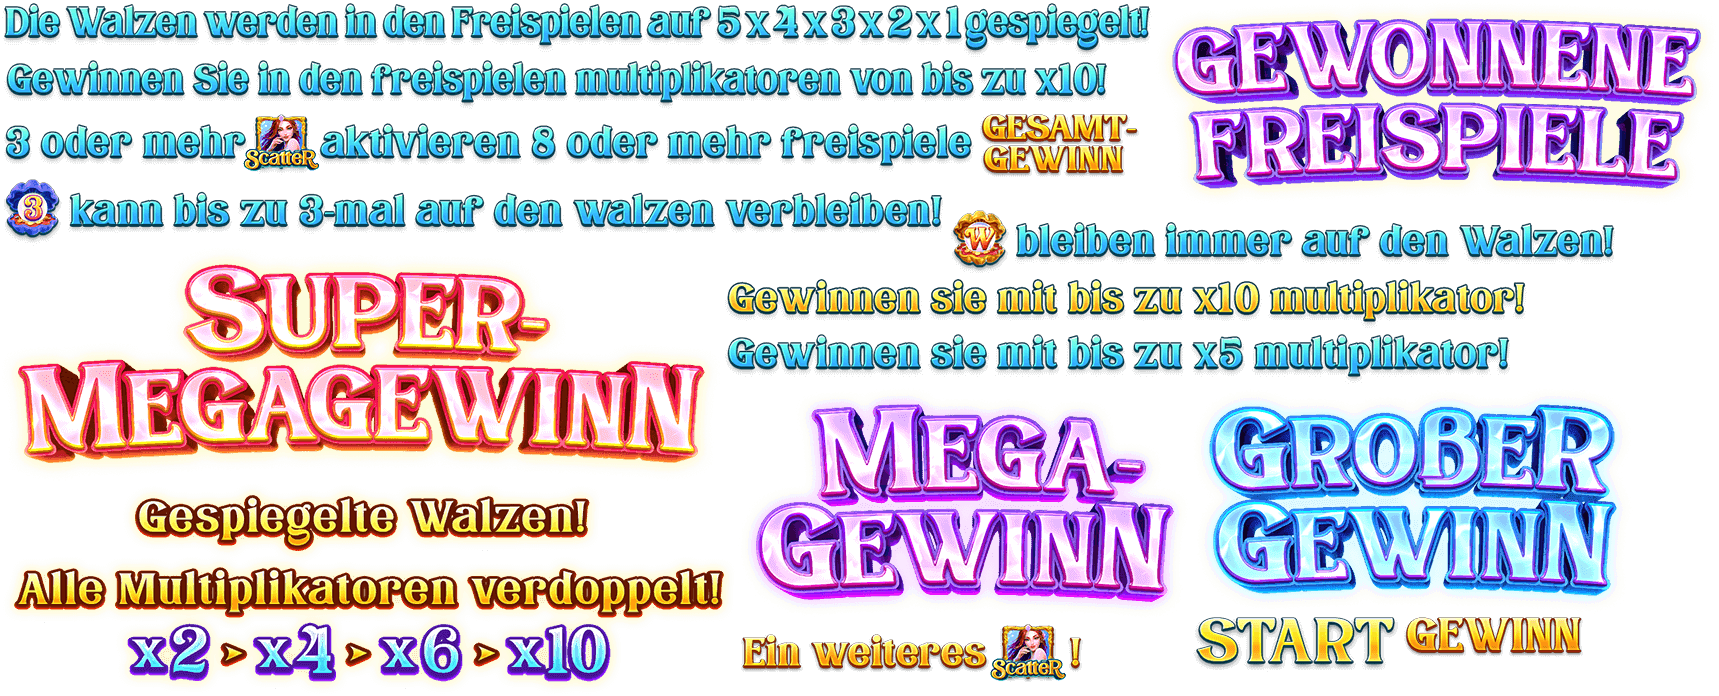 Die Walzen werden in den Freispielen auf 5 x 4 x 3 x 2 x 1 gespiegelt!
Gewinnen Sie in den freispielen multiplikatoren von bis zu x10!
3 oder mehr Scatter aktivieren 8 oder mehr freispiele
GESAMT-
GEWINN
GEWONNENE
FREISPIELE
3 kann bis zu 3-mal auf den walzen verbleiben!
W bleiben immer auf den Walzen!
SUPER-
MEGAGEWINN
Gewinnen sie mit bis zu x10 multiplikator!
Gewinnen sie mit bis zu x5 multiplikator!
MEGA-
GEWINN
GROßER
GEWINN
Gespiegelte Walzen!
Alle Multiplikatoren verdoppelt!
x2 > x4 > x6 > x10
Ein weiteres Scatter !
START
GEWINN